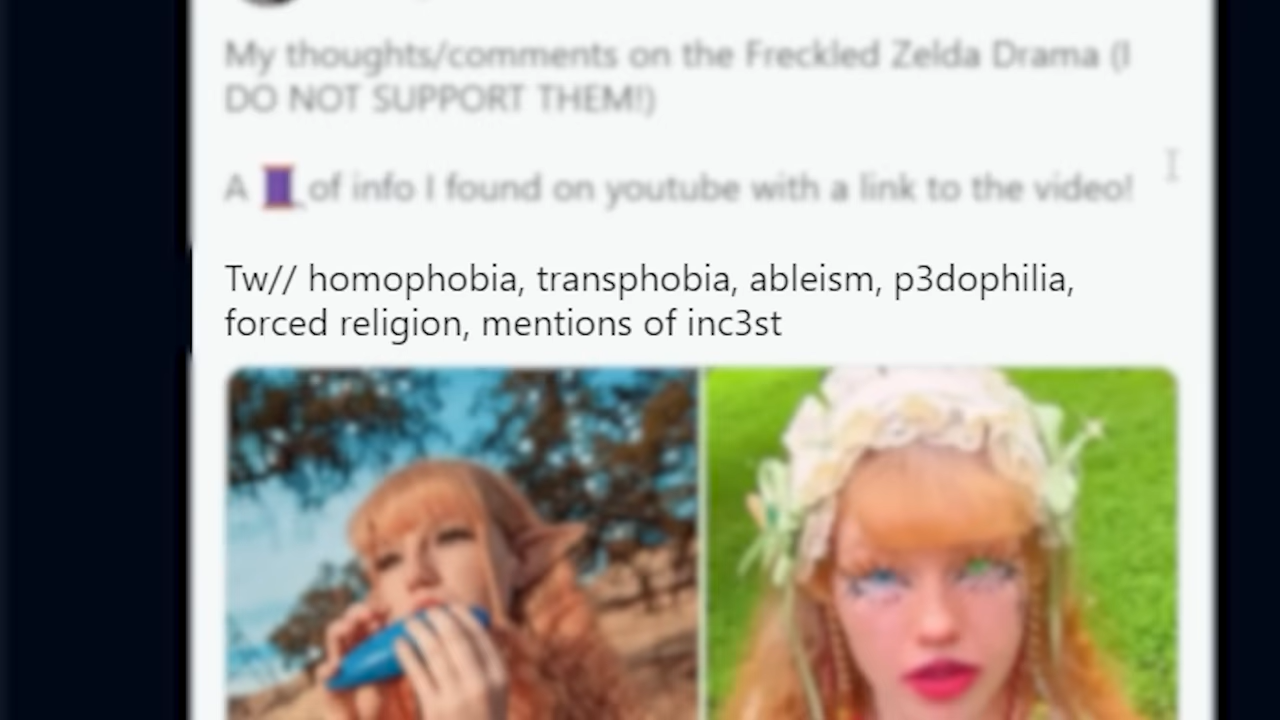 My thoughts/comments on the Freckled Zelda Drama (I
DO NOT SUPPORT THEM!)
A 🧵 of info I found on youtube with a link to the video!
Tw// homophobia, transphobia, ableism, p3dophilia,
forced religion, mentions of inc3st